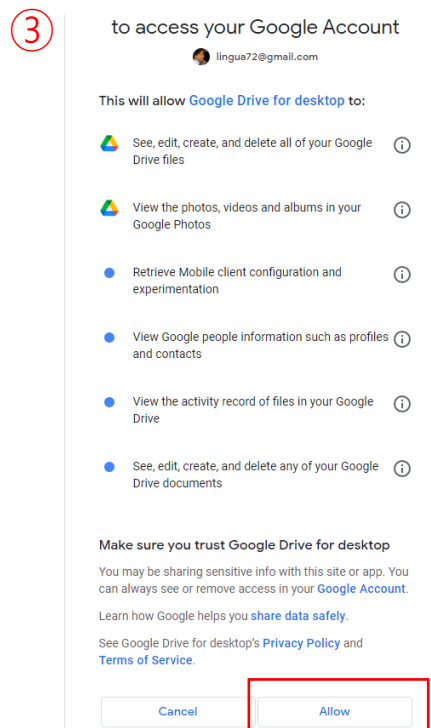 ③
to access your Google Account
lingua72@gmail.com
This will allow Google Drive for desktop to:
See, edit, create, and delete all of your Google
Drive files
View the photos, videos and albums in your
Google Photos
Retrieve Mobile client configuration and
experimentation
View Google people information such as profiles
and contacts
View the activity record of files in your Google
Drive
See, edit, create, and delete any of your Google
Drive documents
Make sure you trust Google Drive for desktop
You may be sharing sensitive info with this site or app. You
can always see or remove access in your Google Account.
Learn how Google helps you share data safely.
See Google Drive for desktop's Privacy Policy and
Terms of Service.
Cancel Allow